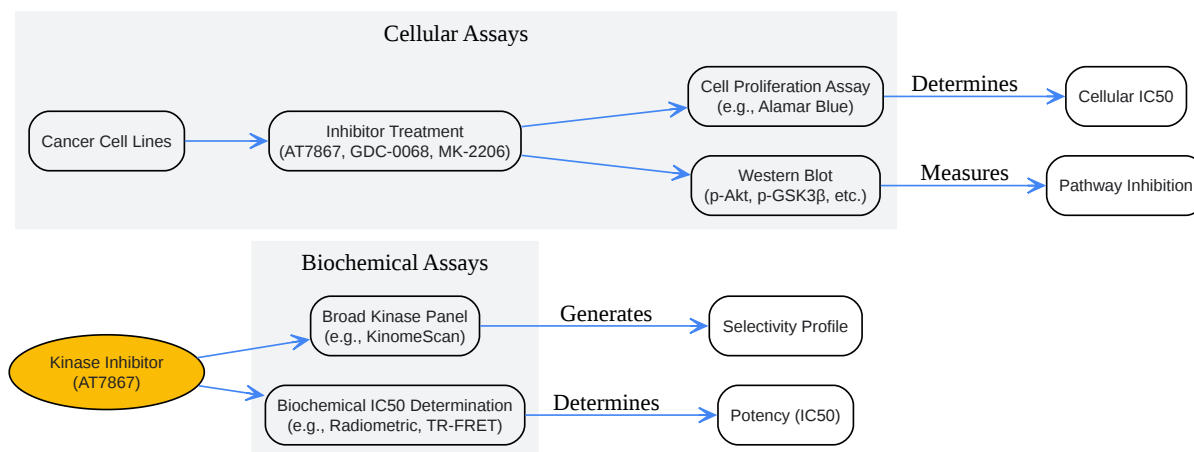 Cellular Assays
Cancer Cell Lines
Inhibitor Treatment
(AT7867, GDC-0068, MK-2206)
Cell Proliferation Assay
(e.g., Alamar Blue)
Determines
Cellular IC50
Western Blot
(p-Akt, p-GSK3β, etc.)
Measures
Pathway Inhibition
Biochemical Assays
Kinase Inhibitor
(AT7867)
Broad Kinase Panel
(e.g., KinomeScan)
Generates
Selectivity Profile
Biochemical IC50 Determination
(e.g., Radiometric, TR-FRET)
Determines
Potency (IC50)